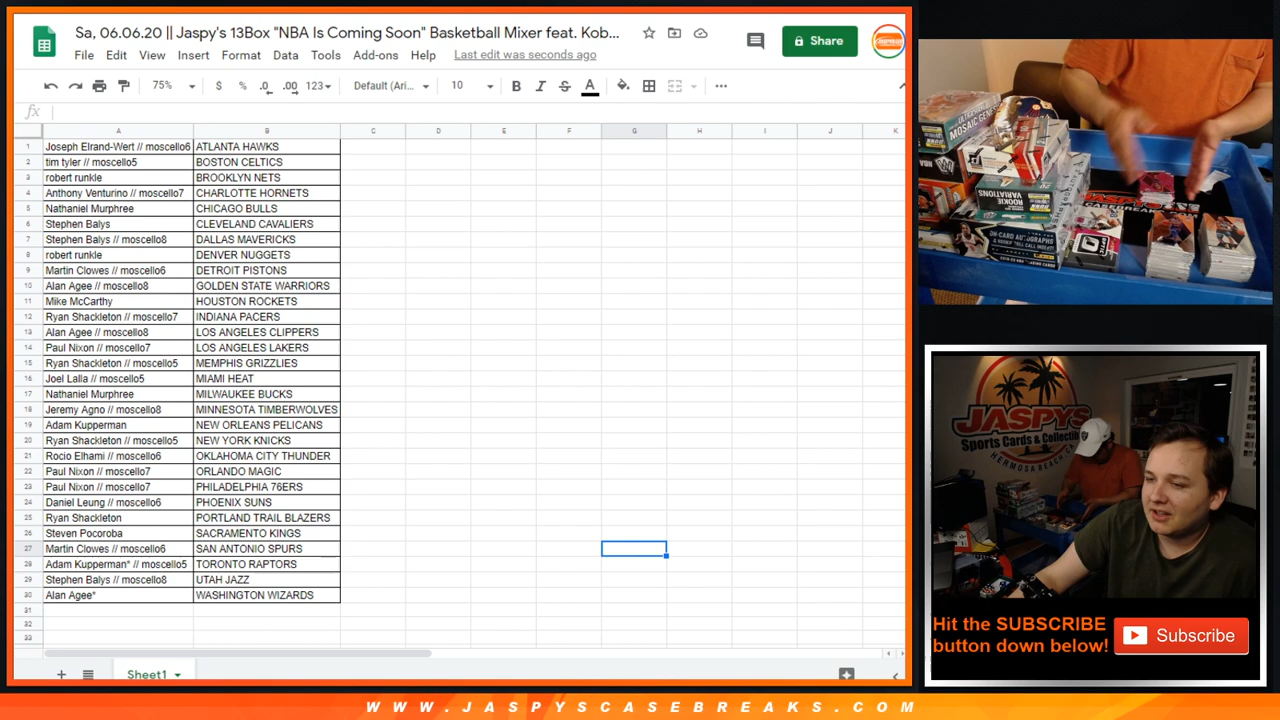 Sa, 06.06.20 || Jaspy's 13Box "NBA Is Coming Soon" Basketball Mixer feat. Kob...
File Edit View Insert Format Data Tools Add-ons Help Last edit was seconds ago
Share
75% $ % .0 .00 123 Default (Ari... 10 B I S A
fx
A B C D E F G H I J K
1 Joseph Elrand-Wert // moscello6 ATLANTA HAWKS
2 tim tyler // moscello5 BOSTON CELTICS
3 robert runkle BROOKLYN NETS
4 Anthony Venturino // moscello7 CHARLOTTE HORNETS
5 Nathaniel Murphree CHICAGO BULLS
6 Stephen Balys CLEVELAND CAVALIERS
7 Stephen Balys // moscello8 DALLAS MAVERICKS
8 robert runkle DENVER NUGGETS
9 Martin Clowes // moscello6 DETROIT PISTONS
10 Alan Agee // moscello8 GOLDEN STATE WARRIORS
11 Mike McCarthy HOUSTON ROCKETS
12 Ryan Shackleton // moscello7 INDIANA PACERS
13 Alan Agee // moscello8 LOS ANGELES CLIPPERS
14 Paul Nixon // moscello7 LOS ANGELES LAKERS
15 Ryan Shackleton // moscello5 MEMPHIS GRIZZLIES
16 Joel Lalla // moscello5 MIAMI HEAT
17 Nathaniel Murphree MILWAUKEE BUCKS
18 Jeremy Agno // moscello8 MINNESOTA TIMBERWOLVES
19 Adam Kupperman NEW ORLEANS PELICANS
20 Ryan Shackleton // moscello5 NEW YORK KNICKS
21 Rocio Elhami // moscello6 OKLAHOMA CITY THUNDER
22 Paul Nixon // moscello7 ORLANDO MAGIC
23 Paul Nixon // moscello7 PHILADELPHIA 76ERS
24 Daniel Leung // moscello6 PHOENIX SUNS
25 Ryan Shackleton PORTLAND TRAIL BLAZERS
26 Steven Pocoroba SACRAMENTO KINGS
27 Martin Clowes // moscello6 SAN ANTONIO SPURS
28 Adam Kupperman* // moscello5 TORONTO RAPTORS
29 Stephen Balys // moscello8 UTAH JAZZ
30 Alan Agee* WASHINGTON WIZARDS
31
32
33
Sheet1
MOSAIC
ROOKIE
VARIATIONS
ON-CARD AUTOGRAPHS
OPTIC
JASPYS
Sports Cards & Collectibles
HERMOSA BEACH, CA
Hit the SUBSCRIBE
button down below!
Subscribe
WWW.JASPYSCASEBREAKS.COM